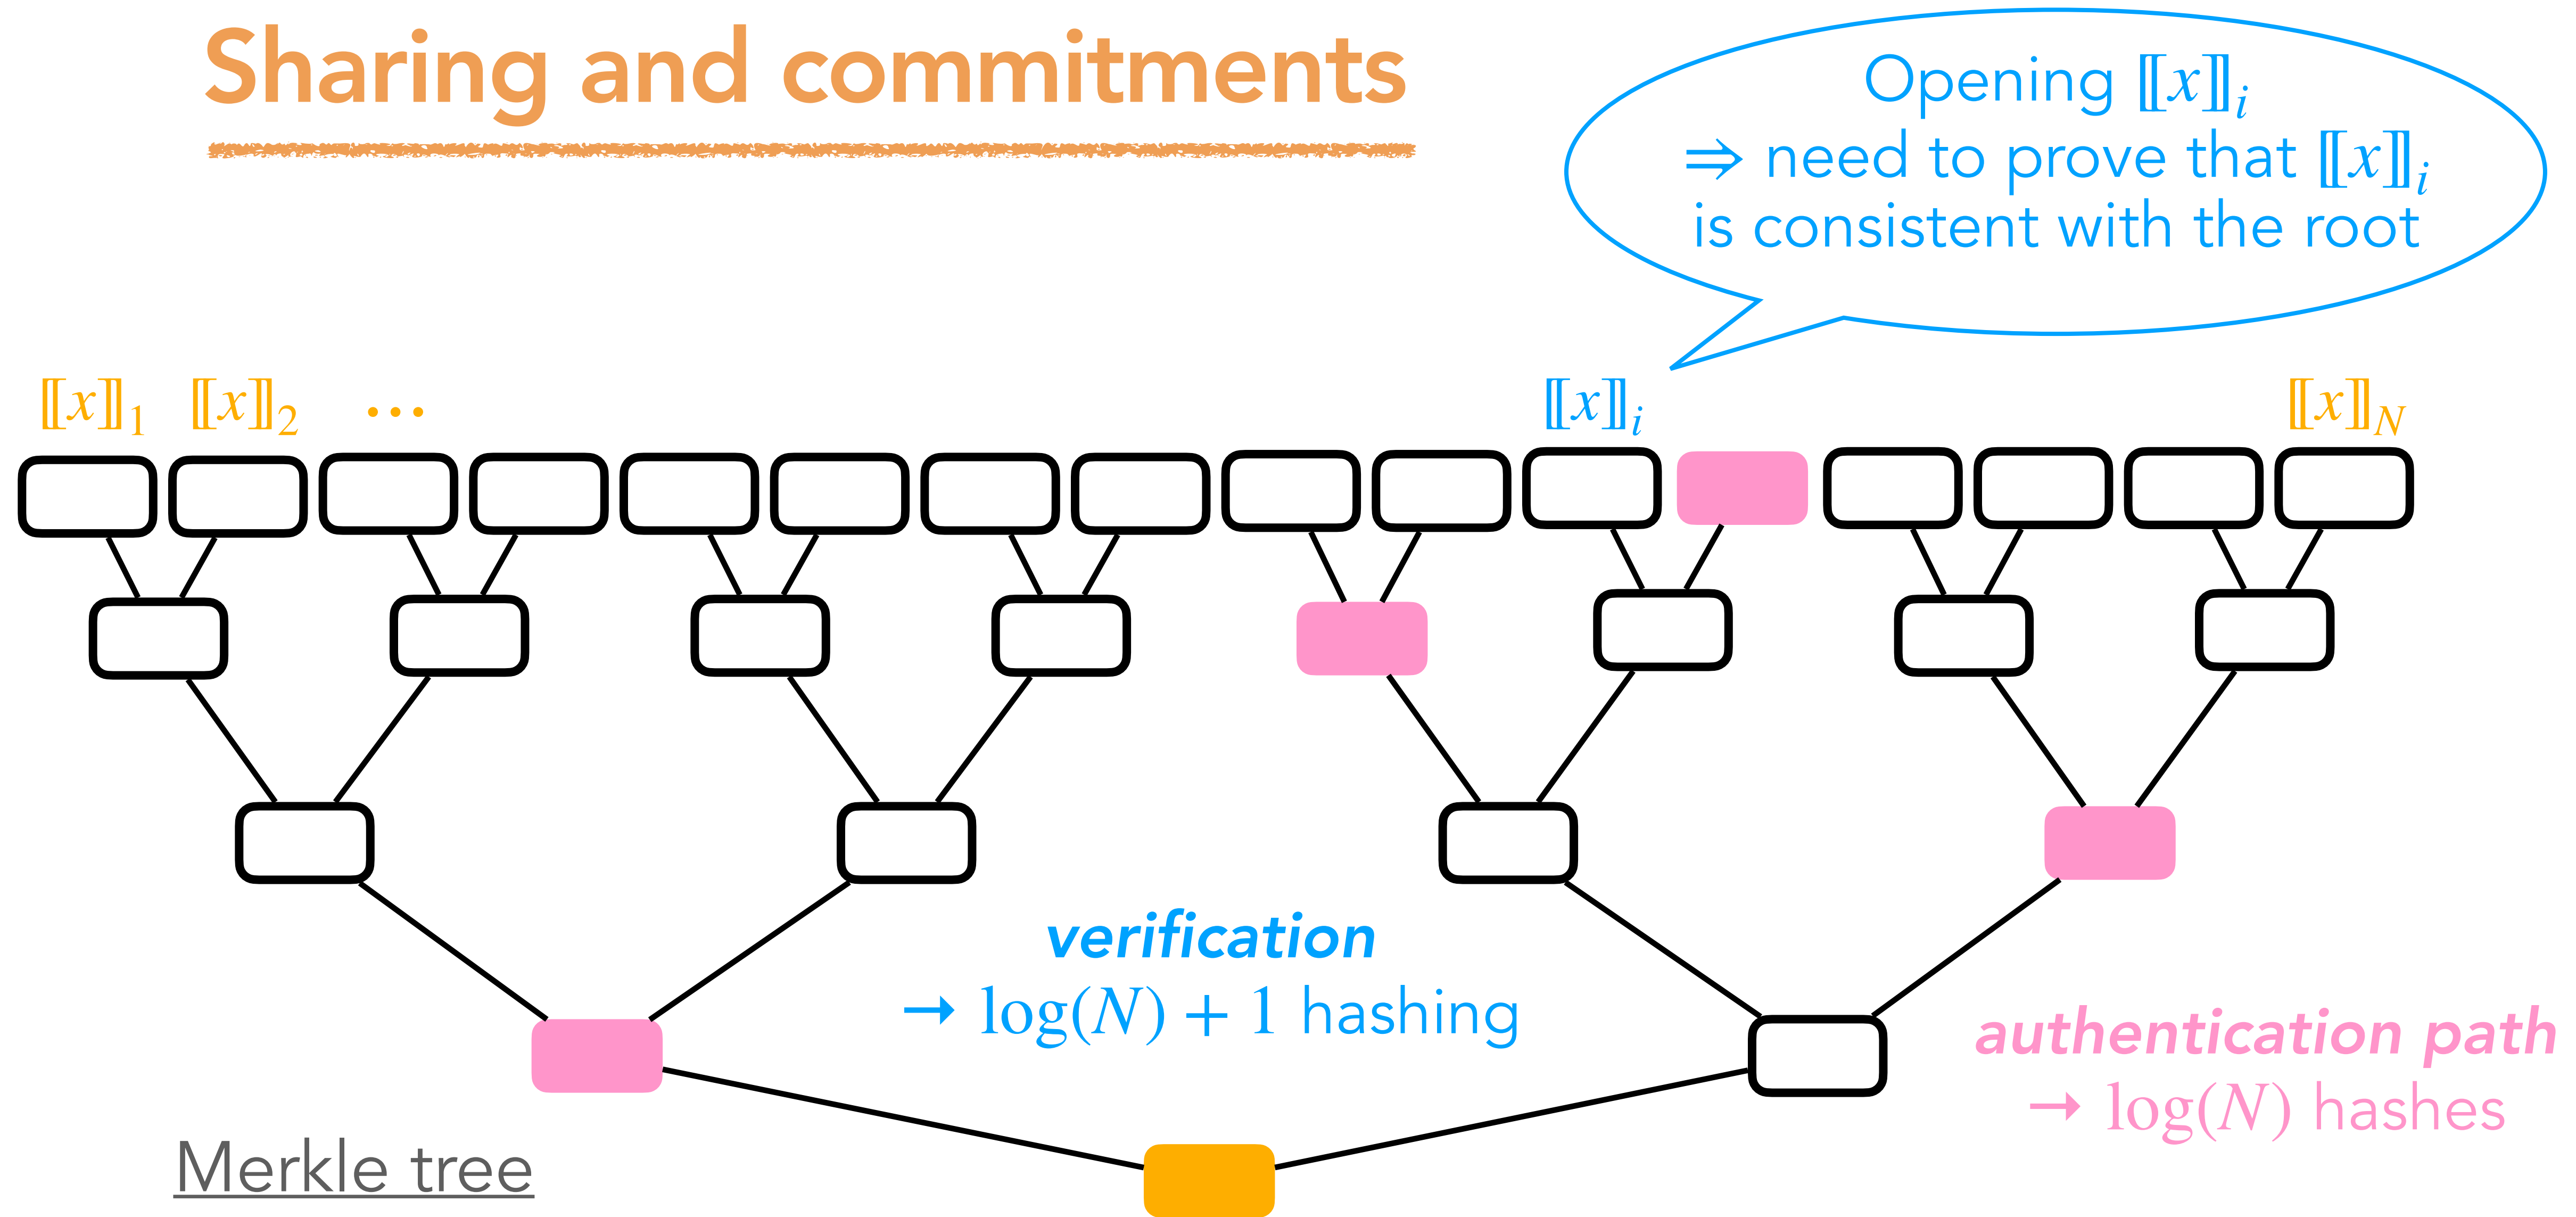 Sharing and commitments
Opening ⟦x⟧ᵢ
⇒ need to prove that ⟦x⟧ᵢ
is consistent with the root
⟦x⟧₁ ⟦x⟧₂ … ⟦x⟧ᵢ ⟦x⟧_N
verification
→ log(N) + 1 hashing
authentication path
→ log(N) hashes
Merkle tree